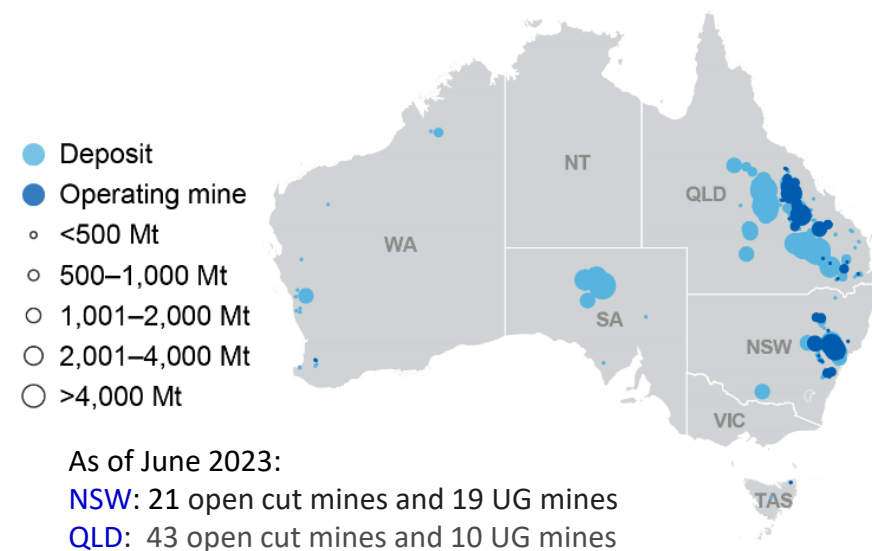 Deposit
Operating mine
<500 Mt
500–1,000 Mt
1,001–2,000 Mt
2,001–4,000 Mt
>4,000 Mt
WA
NT
QLD
SA
NSW
VIC
TAS
As of June 2023:
NSW: 21 open cut mines and 19 UG mines
QLD: 43 open cut mines and 10 UG mines